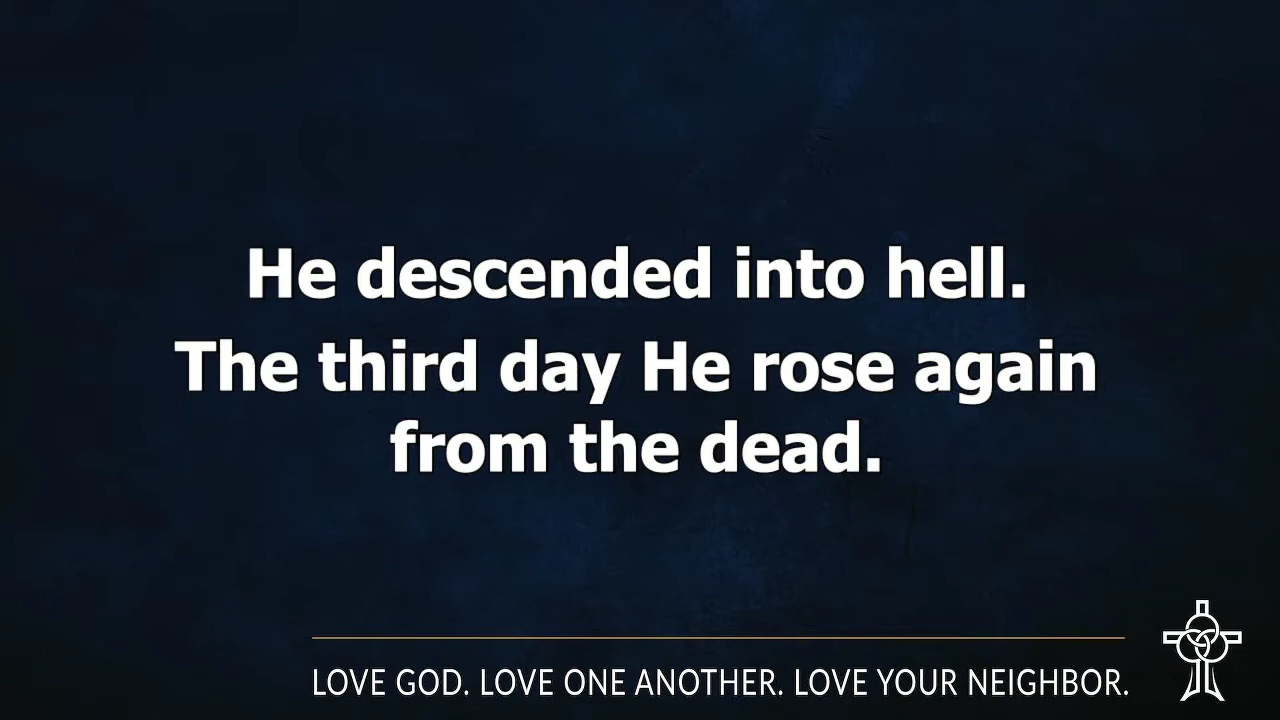 He descended into hell.
The third day He rose again
from the dead.
LOVE GOD. LOVE ONE ANOTHER. LOVE YOUR NEIGHBOR.